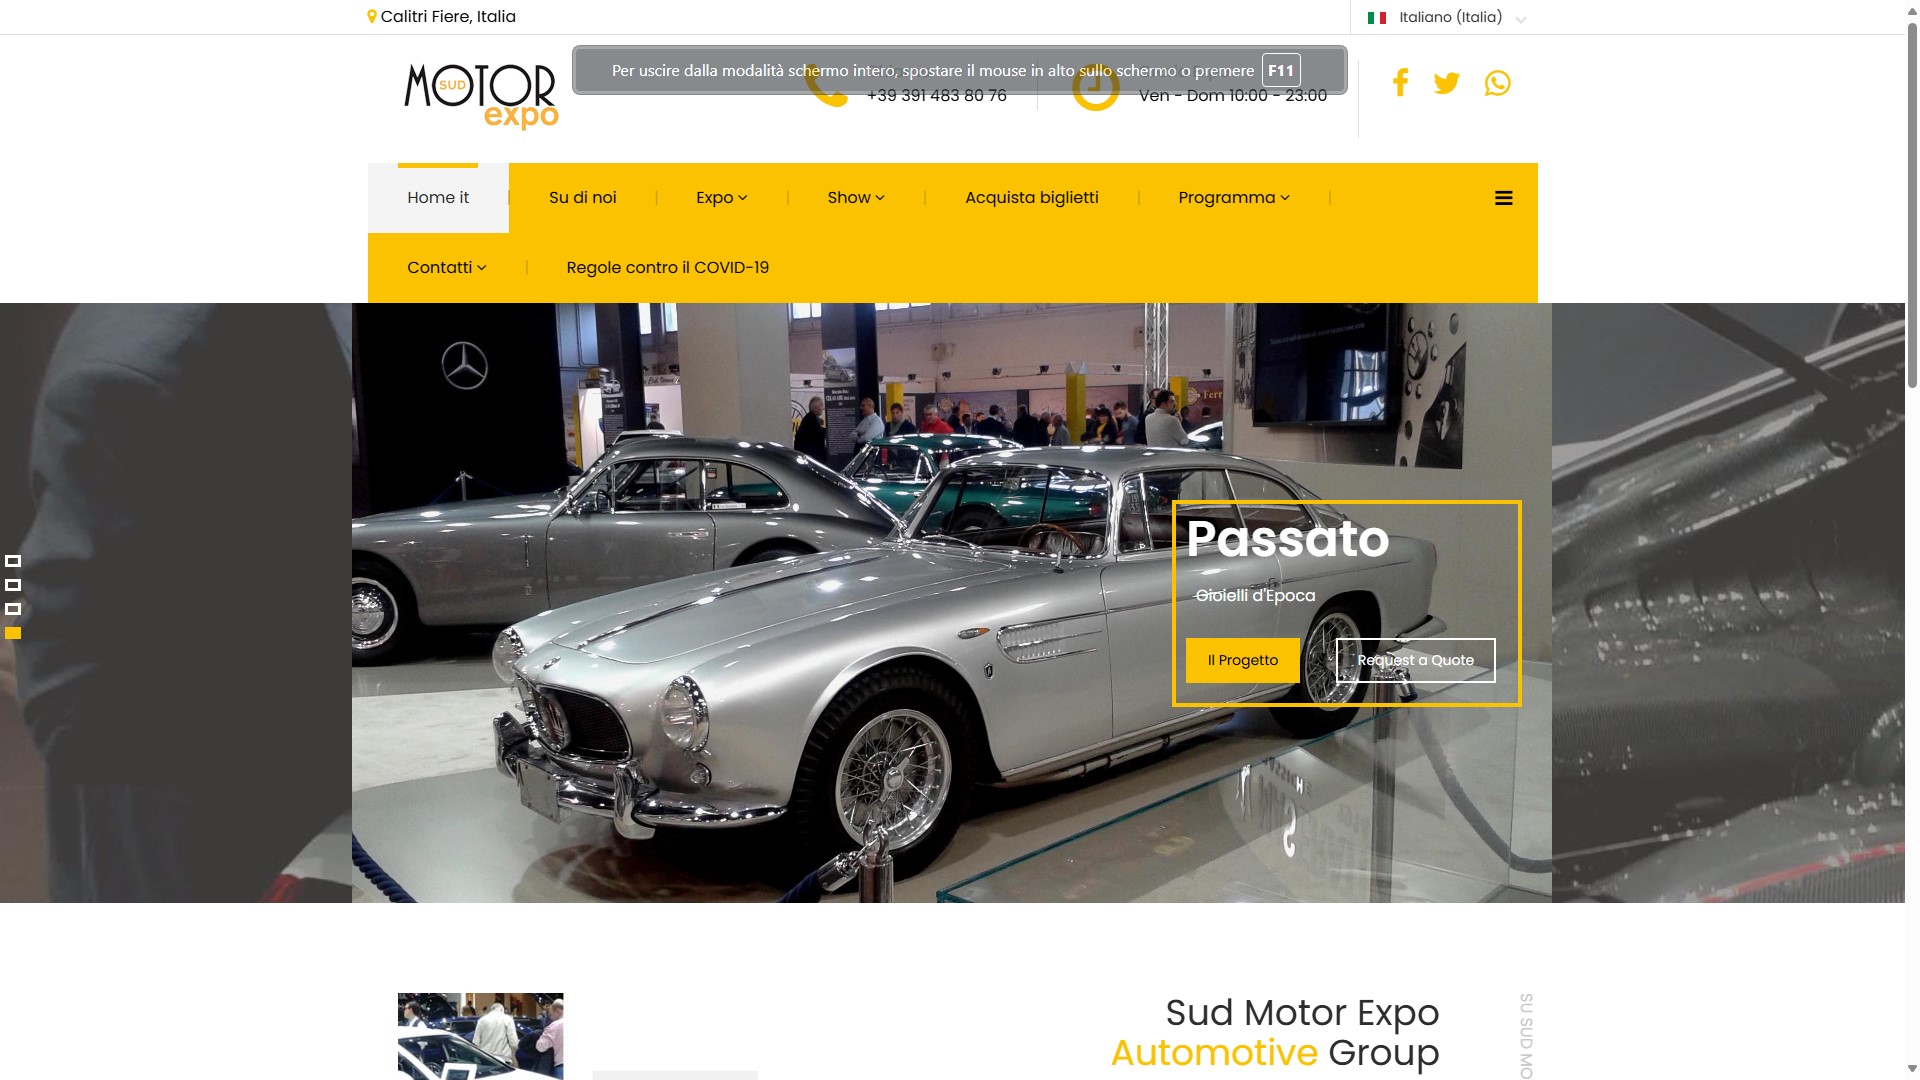 Calitri Fiere, Italia
Italiano (Italia)
MOTOR
SUD
expo
Per uscire dalla modalità schermo intero, spostare il mouse in alto sullo schermo o premere F11
+39 391 483 80 76
Ven - Dom 10:00 - 23:00
Home it
Su di noi
Expo
Show
Acquista biglietti
Programma
Contatti
Regole contro il COVID-19
Passato
Gioielli d'Epoca
Il Progetto
Request a Quote
Sud Motor Expo
Automotive Group
SU SUD MO